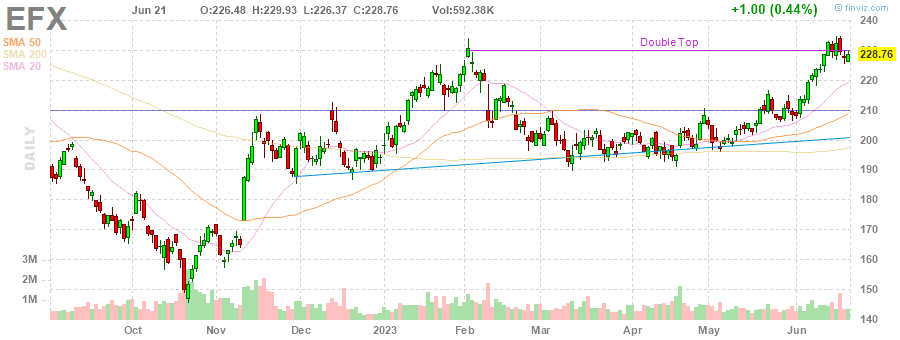 EFX
Jun 21 O:226.48 H:229.93 L:226.37 C:228.76 Vol:592.38K +1.00 (0.44%) © finviz.com
SMA 50
SMA 200
SMA 20
DAILY
Double Top
240
230
228.76
220
210
200
190
180
170
160
150
140
3M
2M
1M
Oct Nov Dec 2023 Feb Mar Apr May Jun